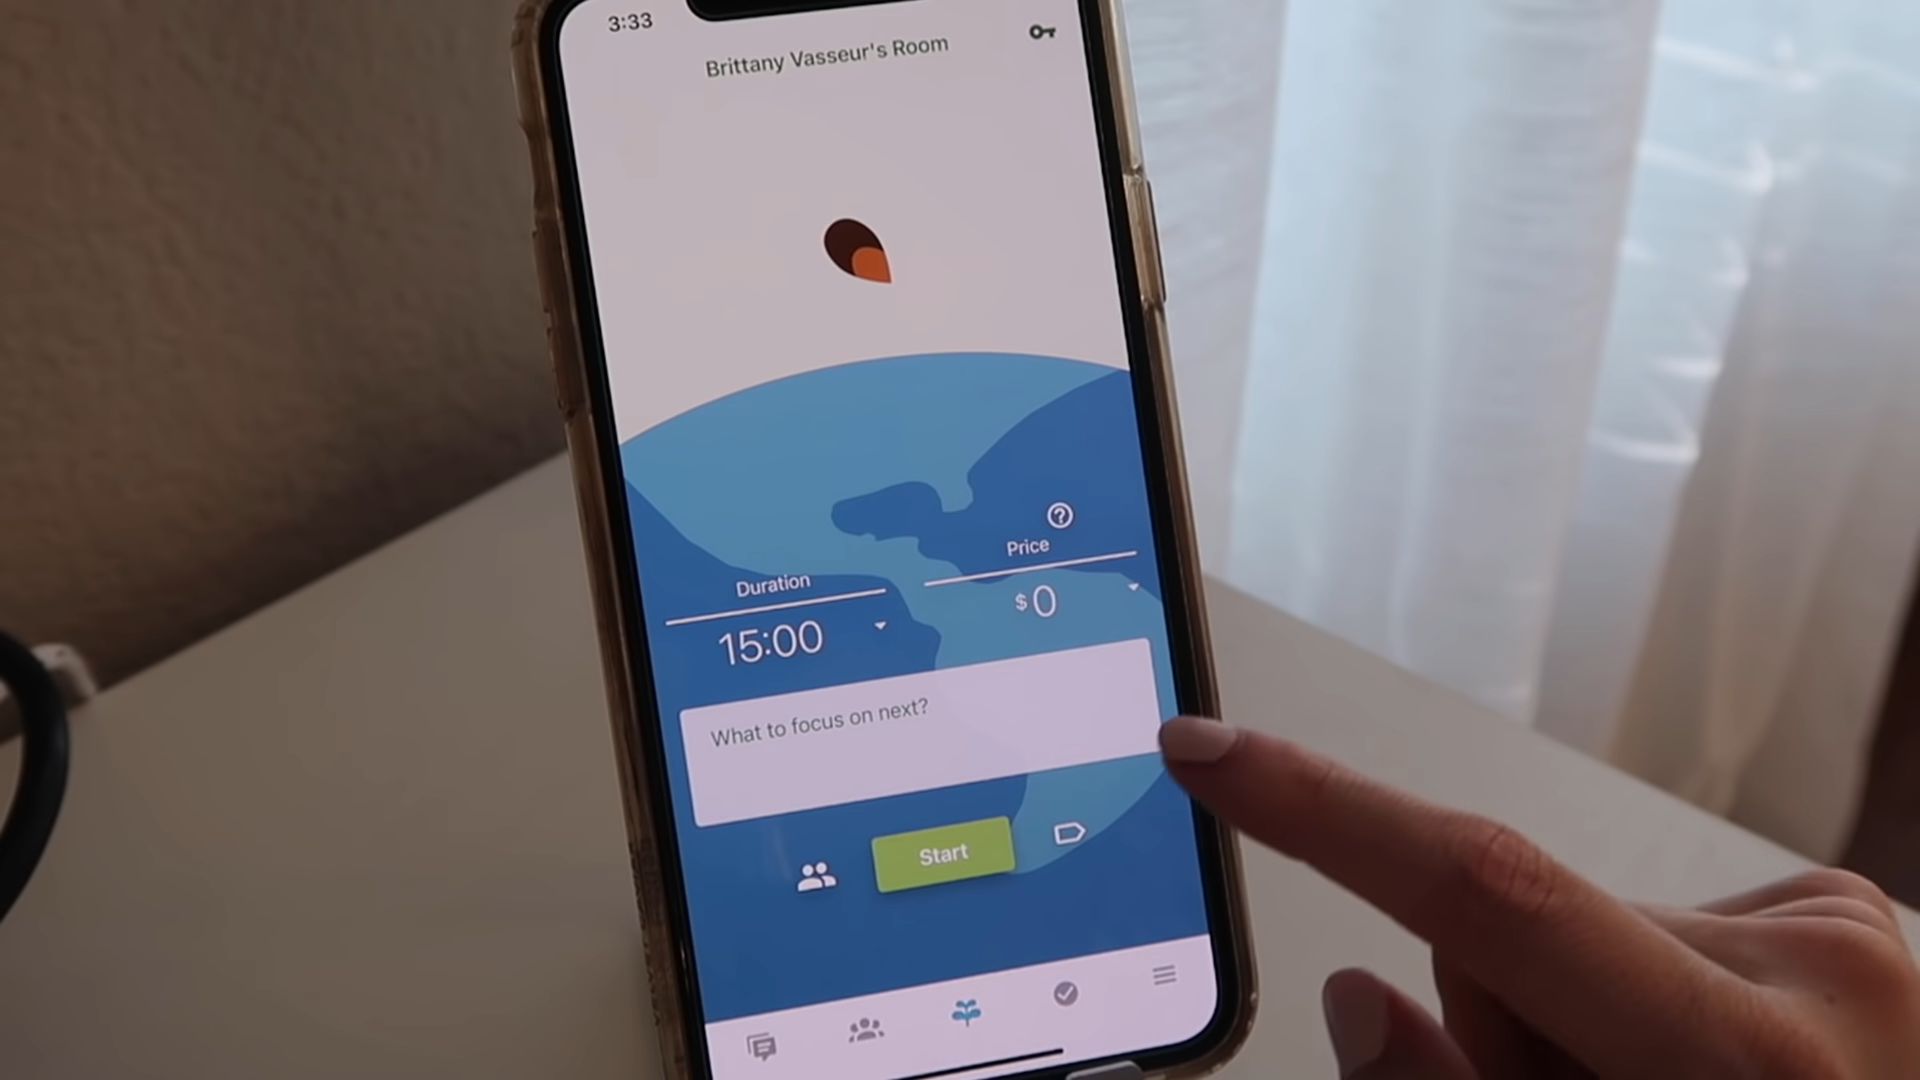 3:33
Brittany Vasseur's Room
Duration
Price
15:00
$0
What to focus on next?
Start